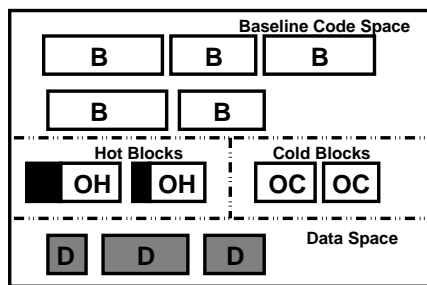 Baseline Code Space
B B B
B B
Hot Blocks Cold Blocks
OH OH OC OC
Data Space
D D D